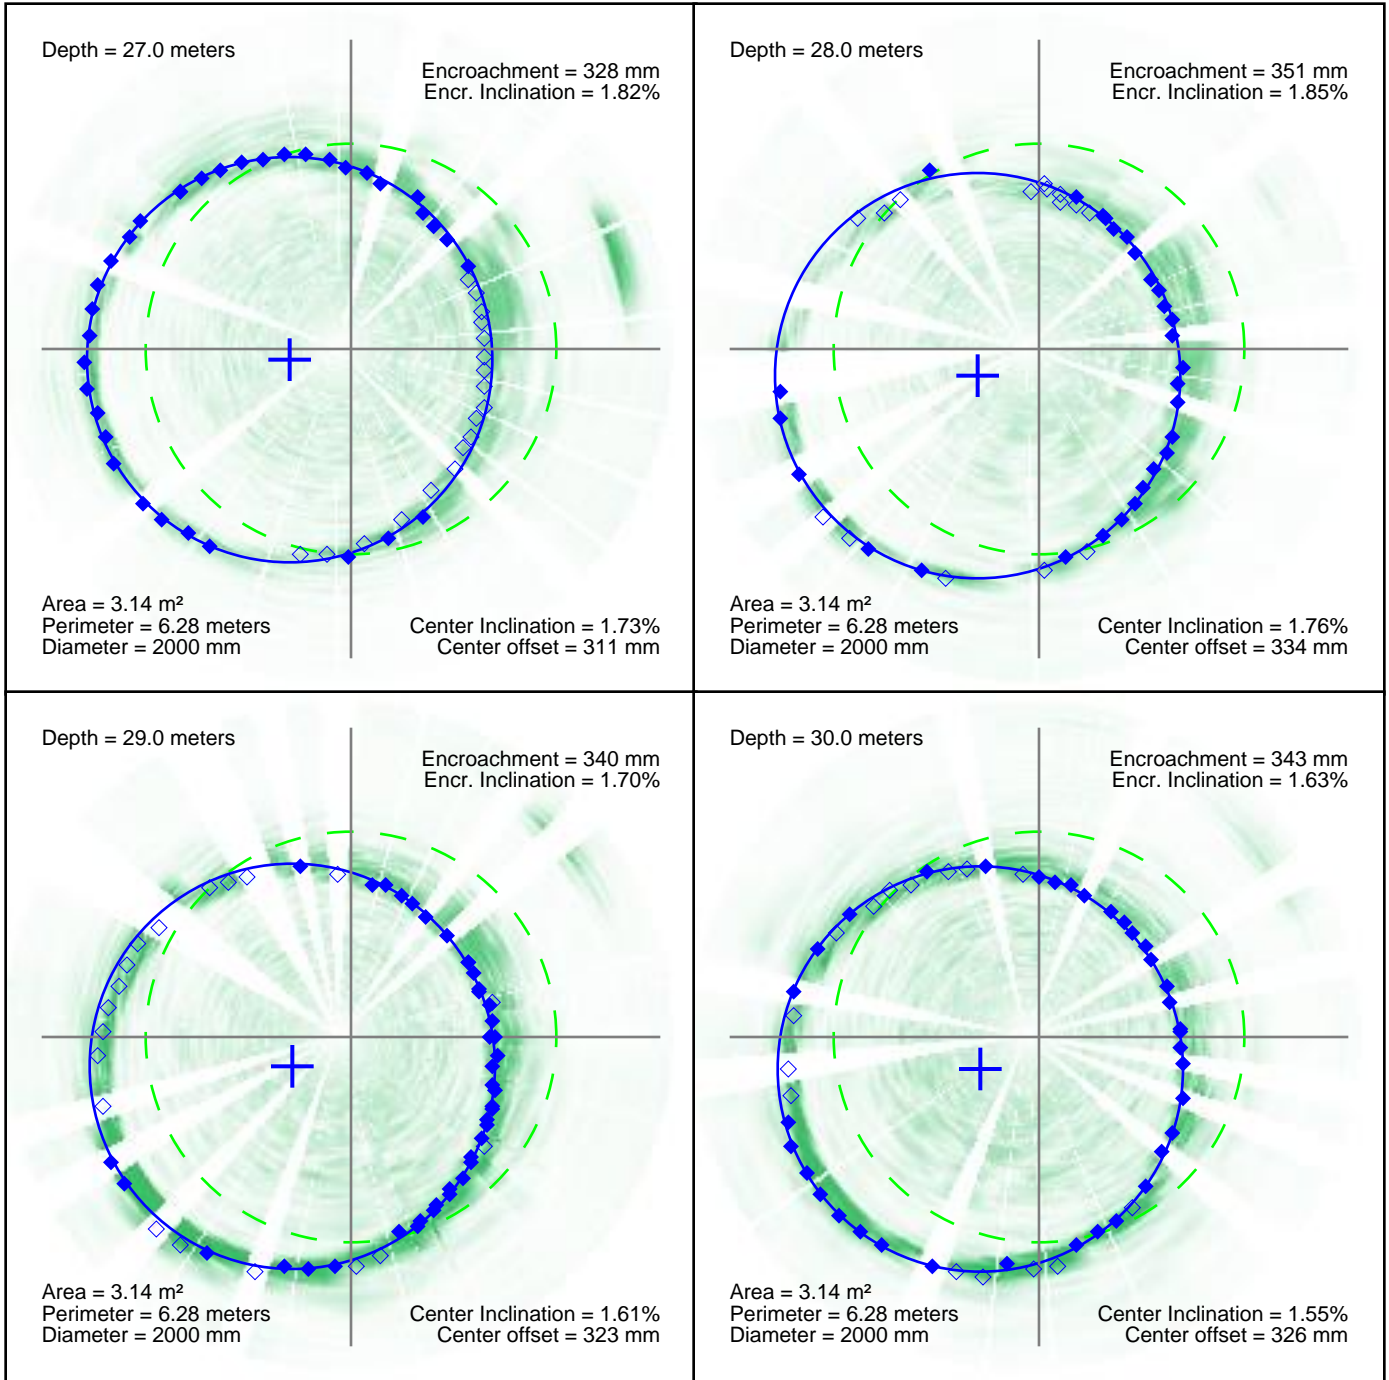 Depth = 27.0 meters
Encroachment = 328 mm
Encr. Inclination = 1.82%
Area = 3.14 m²
Perimeter = 6.28 meters
Diameter = 2000 mm
Center Inclination = 1.73%
Center offset = 311 mm
Depth = 28.0 meters
Encroachment = 351 mm
Encr. Inclination = 1.85%
Area = 3.14 m²
Perimeter = 6.28 meters
Diameter = 2000 mm
Center Inclination = 1.76%
Center offset = 334 mm
Depth = 29.0 meters
Encroachment = 340 mm
Encr. Inclination = 1.70%
Area = 3.14 m²
Perimeter = 6.28 meters
Diameter = 2000 mm
Center Inclination = 1.61%
Center offset = 323 mm
Depth = 30.0 meters
Encroachment = 343 mm
Encr. Inclination = 1.63%
Area = 3.14 m²
Perimeter = 6.28 meters
Diameter = 2000 mm
Center Inclination = 1.55%
Center offset = 326 mm